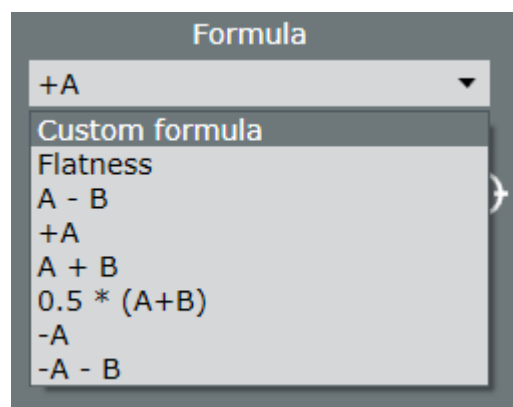 Formula
+A
Custom formula
Flatness
A - B
+A
A + B
0.5 * (A+B)
-A
-A - B